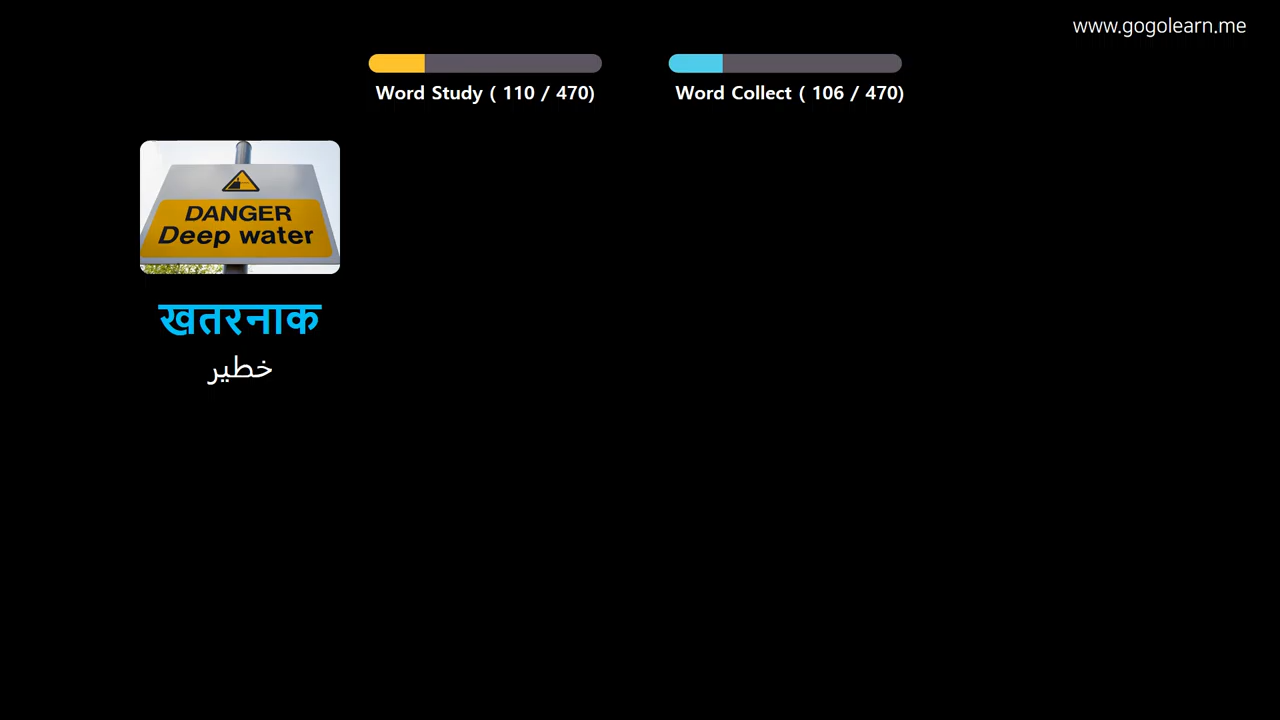 www.gogolearn.me
Word Study ( 110 / 470)
Word Collect ( 106 / 470)
DANGER
Deep water
खतरनाक
خطير